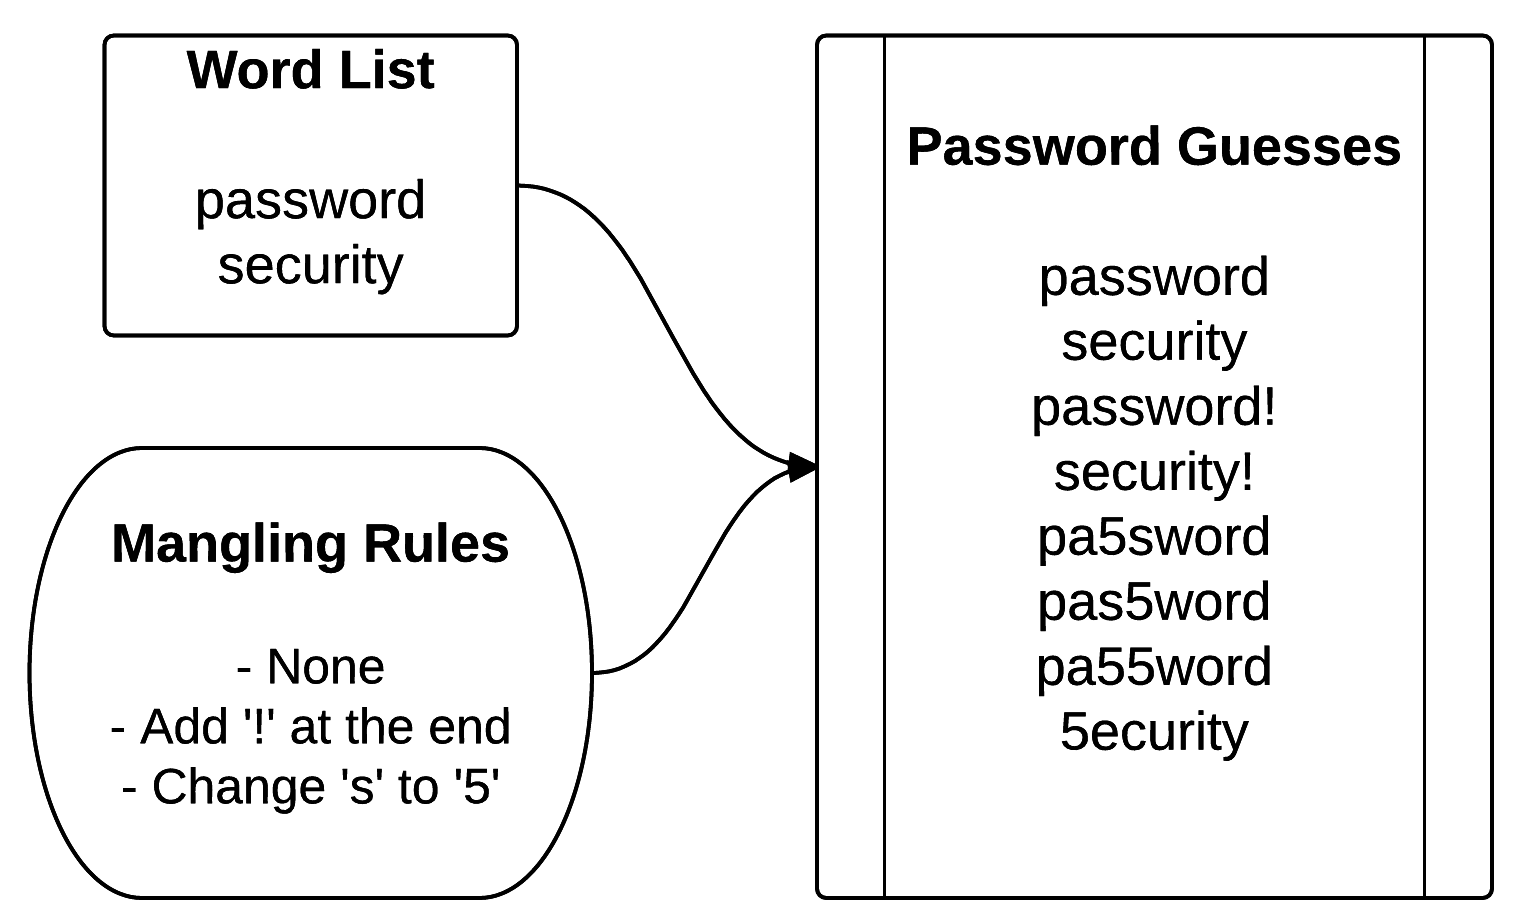 Word List
password
security
Mangling Rules
- None
- Add '!' at the end
- Change 's' to '5'
Password Guesses
password
security
password!
security!
pa5sword
pas5word
pa55word
5ecurity